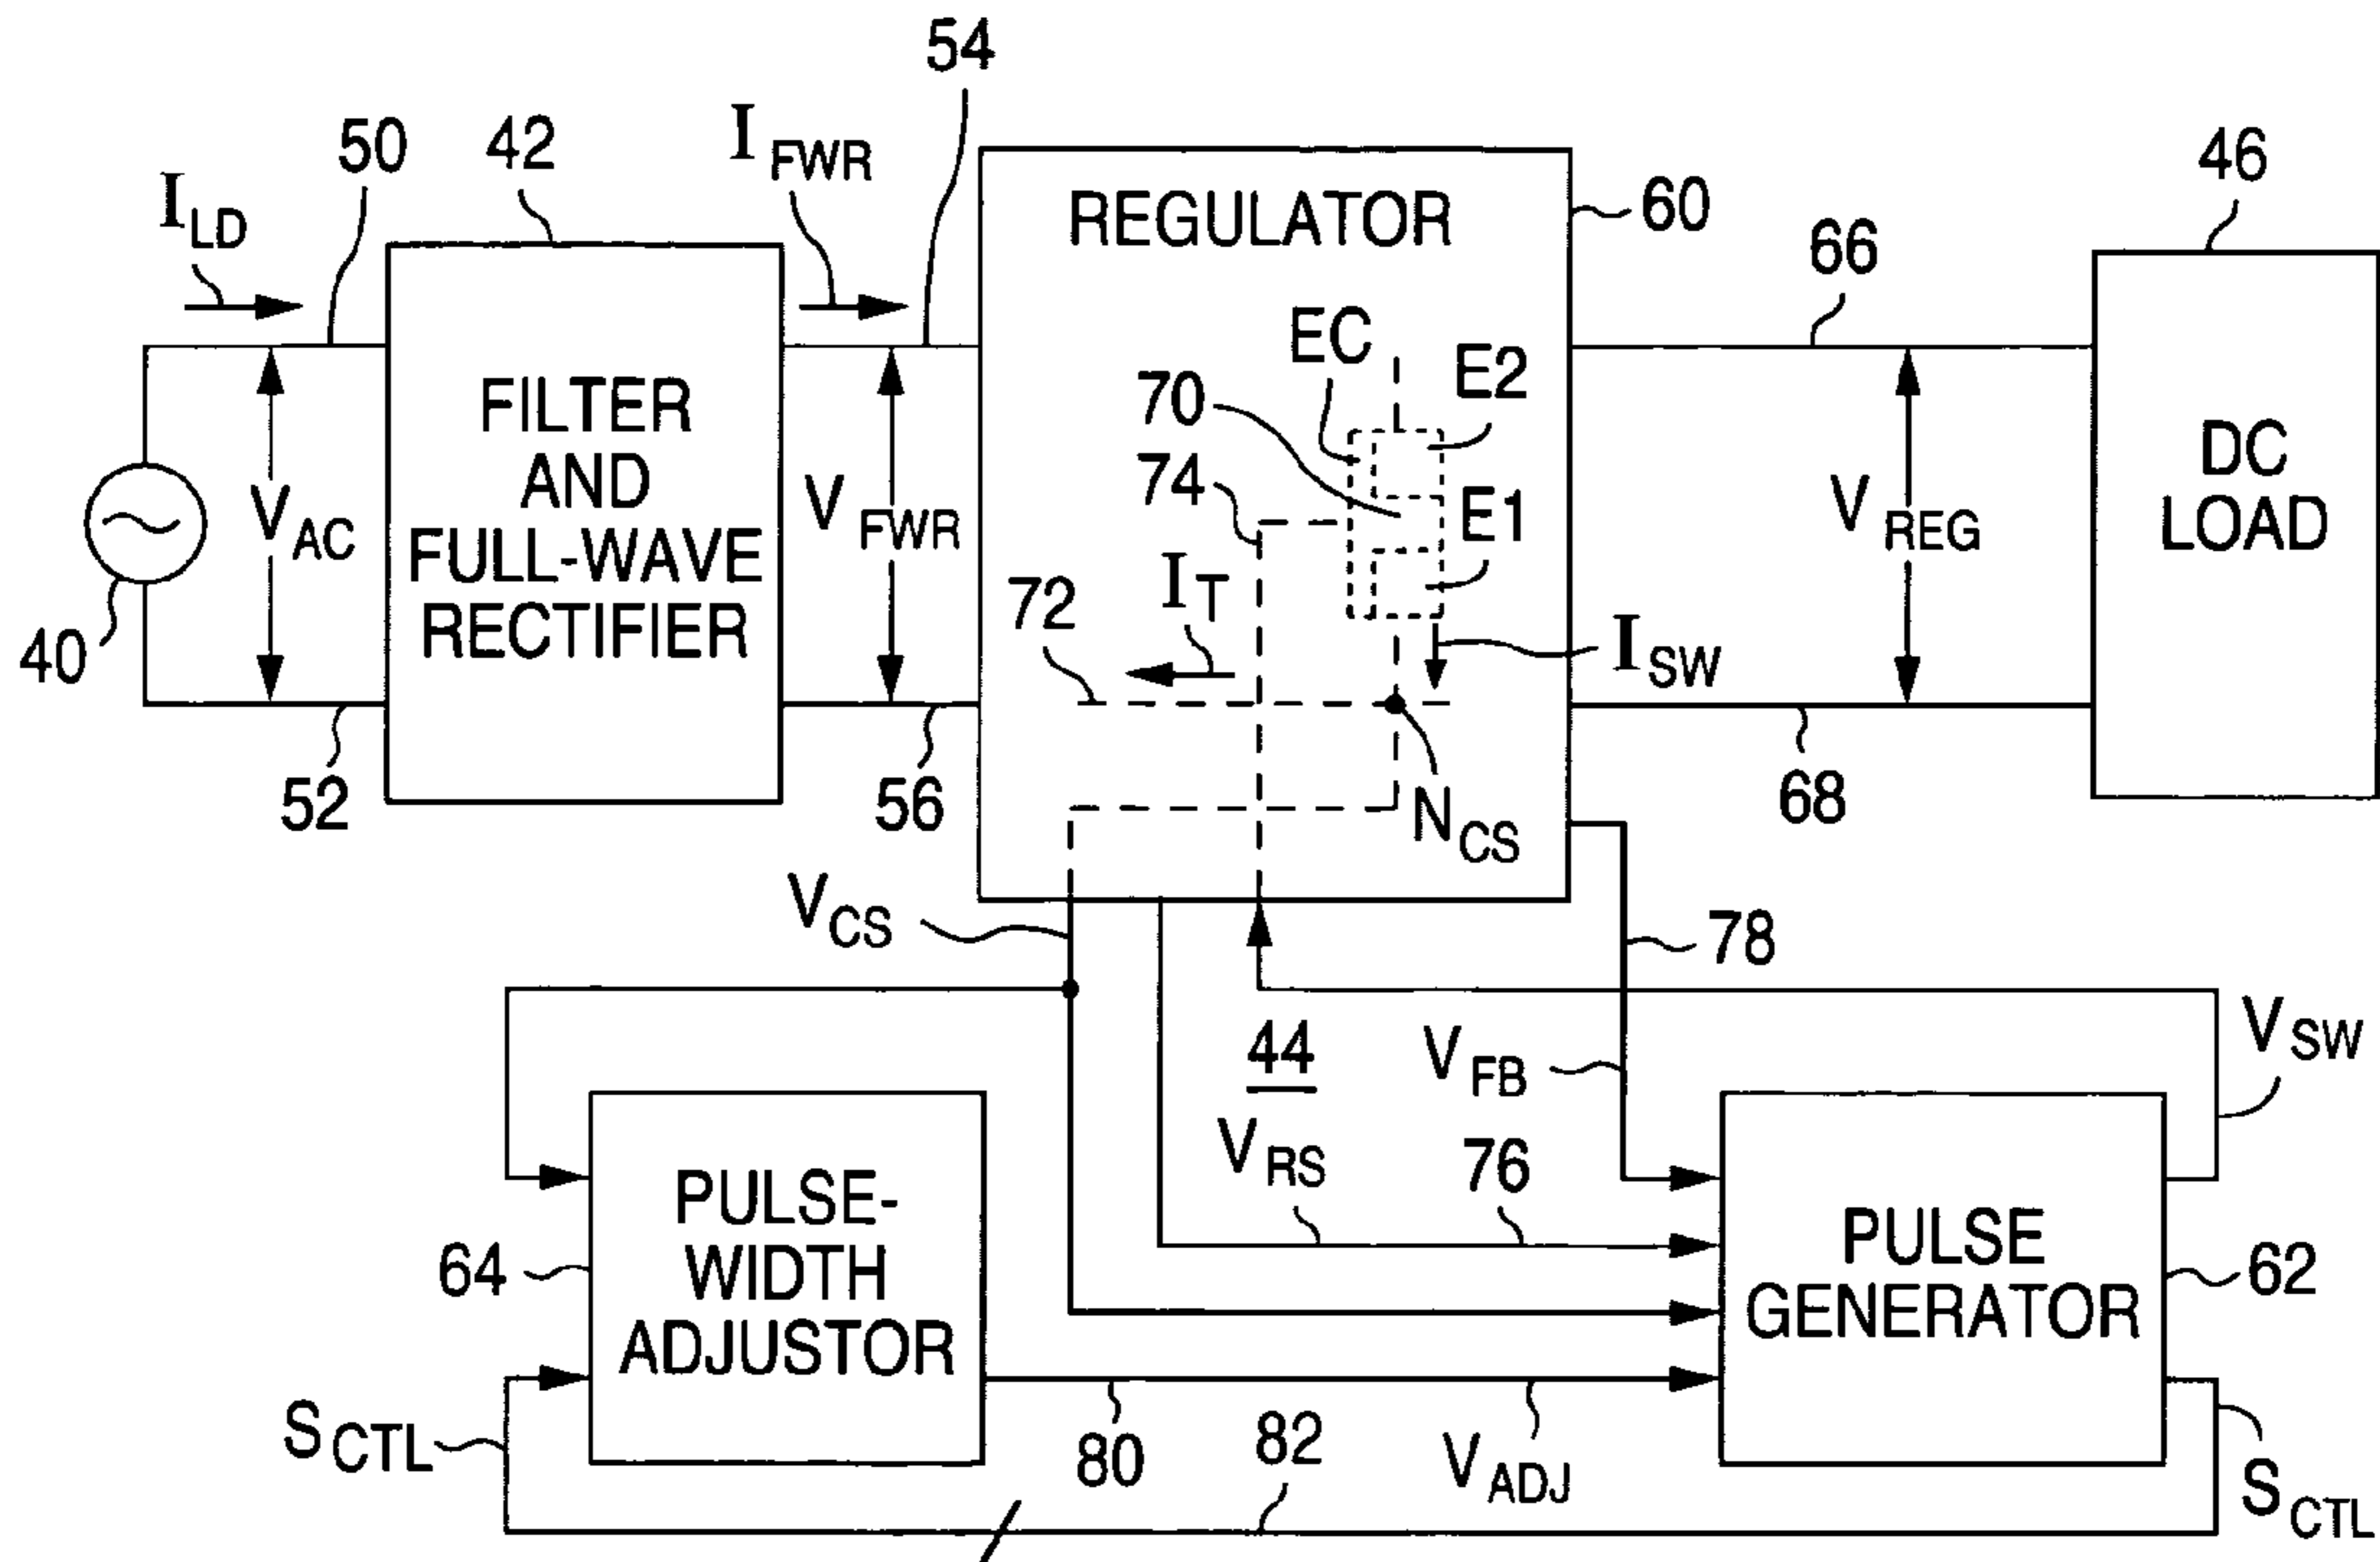 54
50
42
I FWR
I LD
REGULATOR
60
46
66
EC
E2
70
74
E1
FILTER
AND
FULL-WAVE
RECTIFIER
V AC
V FWR
DC
LOAD
V REG
40
72
I T
I SW
52
56
N CS
68
V CS
78
44
V FB
V SW
V RS
76
PULSE-
WIDTH
ADJUSTOR
64
PULSE
GENERATOR
62
S CTL
80
82
V ADJ
S CTL